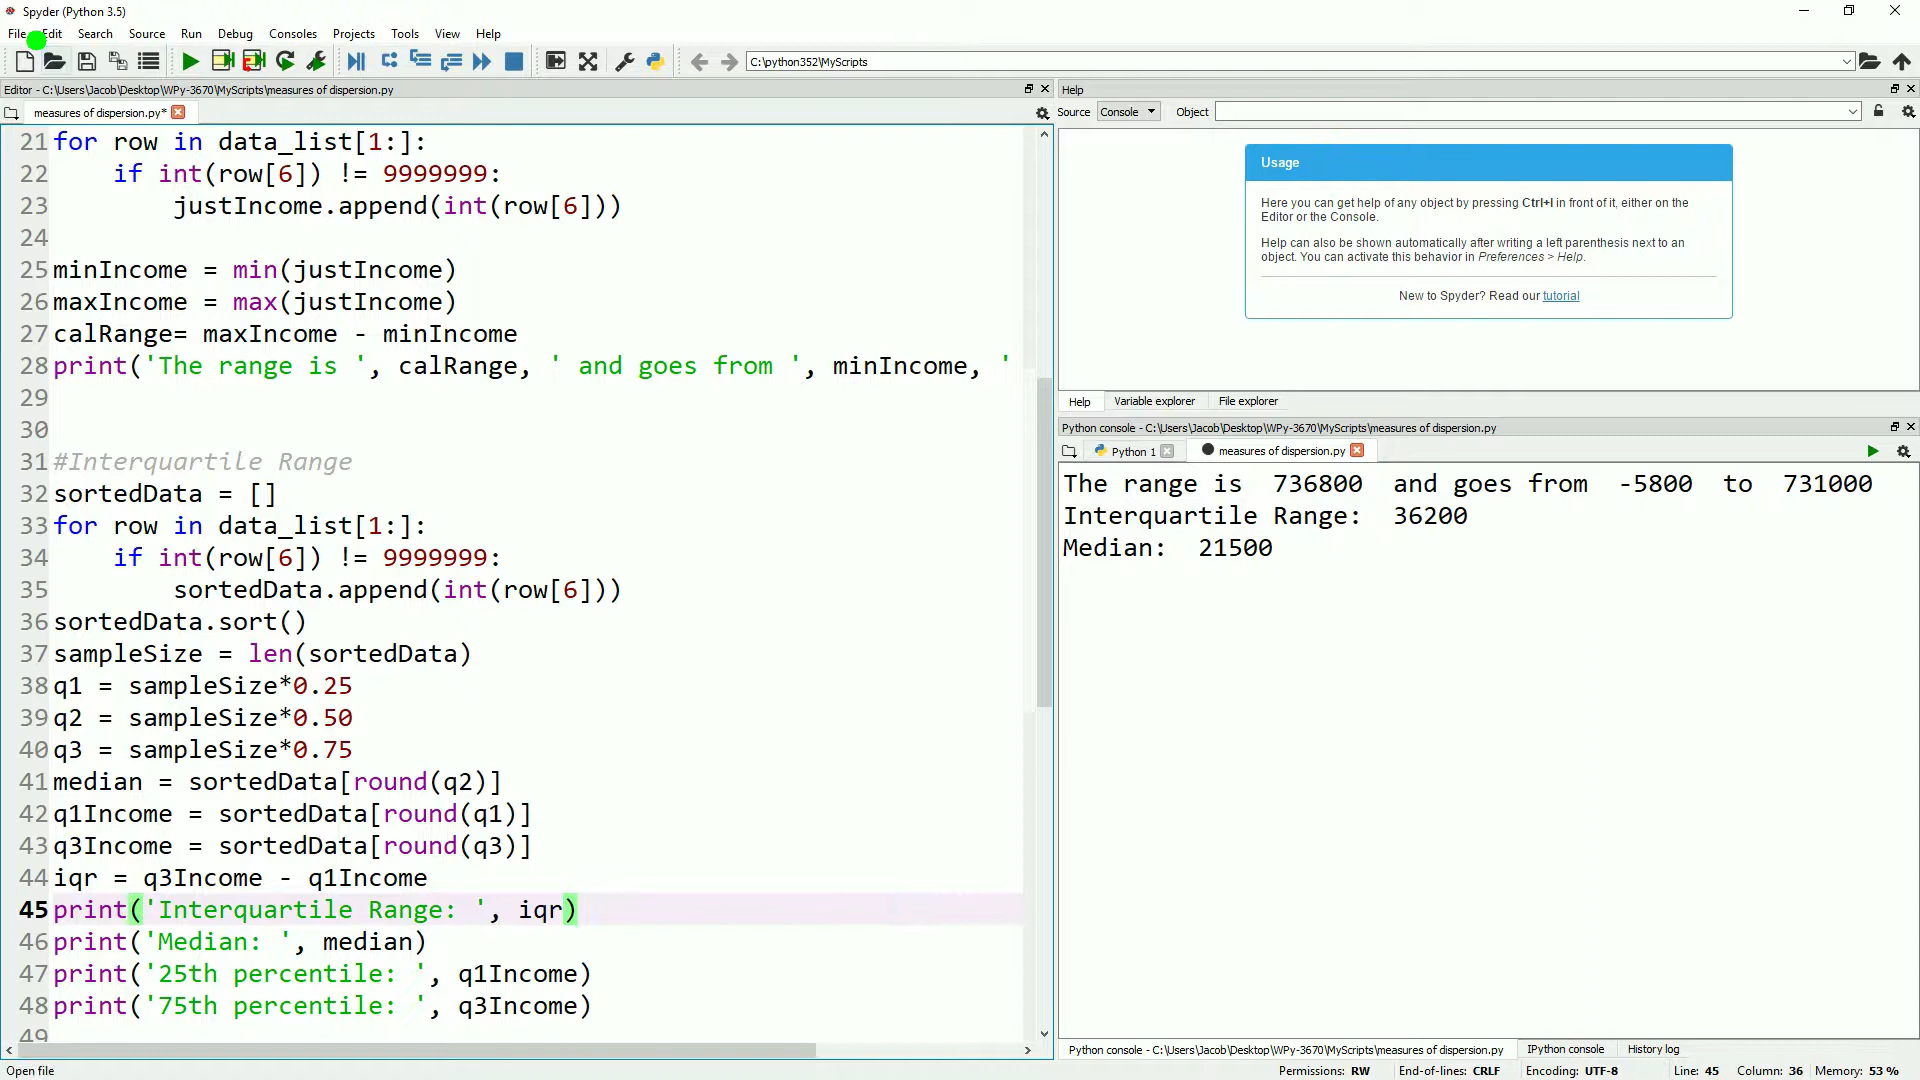 Spyder (Python 3.5)
File Edit Search Source Run Debug Consoles Projects Tools View Help
C:\python352\MyScripts
Editor - C:\Users\Jacob\Desktop\WPy-3670\MyScripts\measures of dispersion.py
measures of dispersion.py*
21 for row in data_list[1:]:
22 if int(row[6]) != 9999999:
23 justIncome.append(int(row[6]))
24
25 minIncome = min(justIncome)
26 maxIncome = max(justIncome)
27 calRange= maxIncome - minIncome
28 print('The range is ', calRange, ' and goes from ', minIncome, '
29
30
31 #Interquartile Range
32 sortedData = []
33 for row in data_list[1:]:
34 if int(row[6]) != 9999999:
35 sortedData.append(int(row[6]))
36 sortedData.sort()
37 sampleSize = len(sortedData)
38 q1 = sampleSize*0.25
39 q2 = sampleSize*0.50
40 q3 = sampleSize*0.75
41 median = sortedData[round(q2)]
42 q1Income = sortedData[round(q1)]
43 q3Income = sortedData[round(q3)]
44 iqr = q3Income - q1Income
45 print('Interquartile Range: ', iqr)
46 print('Median: ', median)
47 print('25th percentile: ', q1Income)
48 print('75th percentile: ', q3Income)
49
Help
Source Console Object
Usage
Here you can get help of any object by pressing Ctrl+I in front of it, either on the
Editor or the Console.
Help can also be shown automatically after writing a left parenthesis next to an
object. You can activate this behavior in Preferences > Help.
New to Spyder? Read our tutorial
Help Variable explorer File explorer
Python console - C:\Users\Jacob\Desktop\WPy-3670\MyScripts\measures of dispersion.py
Python 1 measures of dispersion.py
The range is  736800  and goes from  -5800  to  731000
Interquartile Range:  36200
Median:  21500
Python console - C:\Users\Jacob\Desktop\WPy-3670\MyScripts\measures of dispersion.py IPython console History log
Open file Permissions: RW End-of-lines: CRLF Encoding: UTF-8 Line: 45 Column: 36 Memory: 53 %